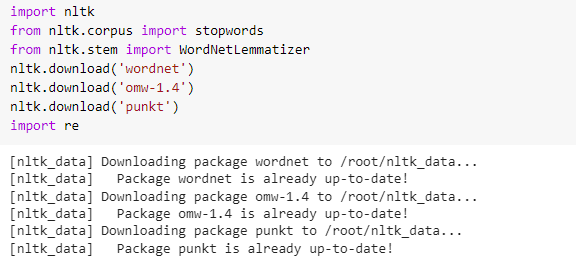 import nltk
from nltk.corpus import stopwords
from nltk.stem import WordNetLemmatizer
nltk.download('wordnet')
nltk.download('omw-1.4')
nltk.download('punkt')
import re
[nltk_data] Downloading package wordnet to /root/nltk_data...
[nltk_data]   Package wordnet is already up-to-date!
[nltk_data] Downloading package omw-1.4 to /root/nltk_data...
[nltk_data]   Package omw-1.4 is already up-to-date!
[nltk_data] Downloading package punkt to /root/nltk_data...
[nltk_data]   Package punkt is already up-to-date!